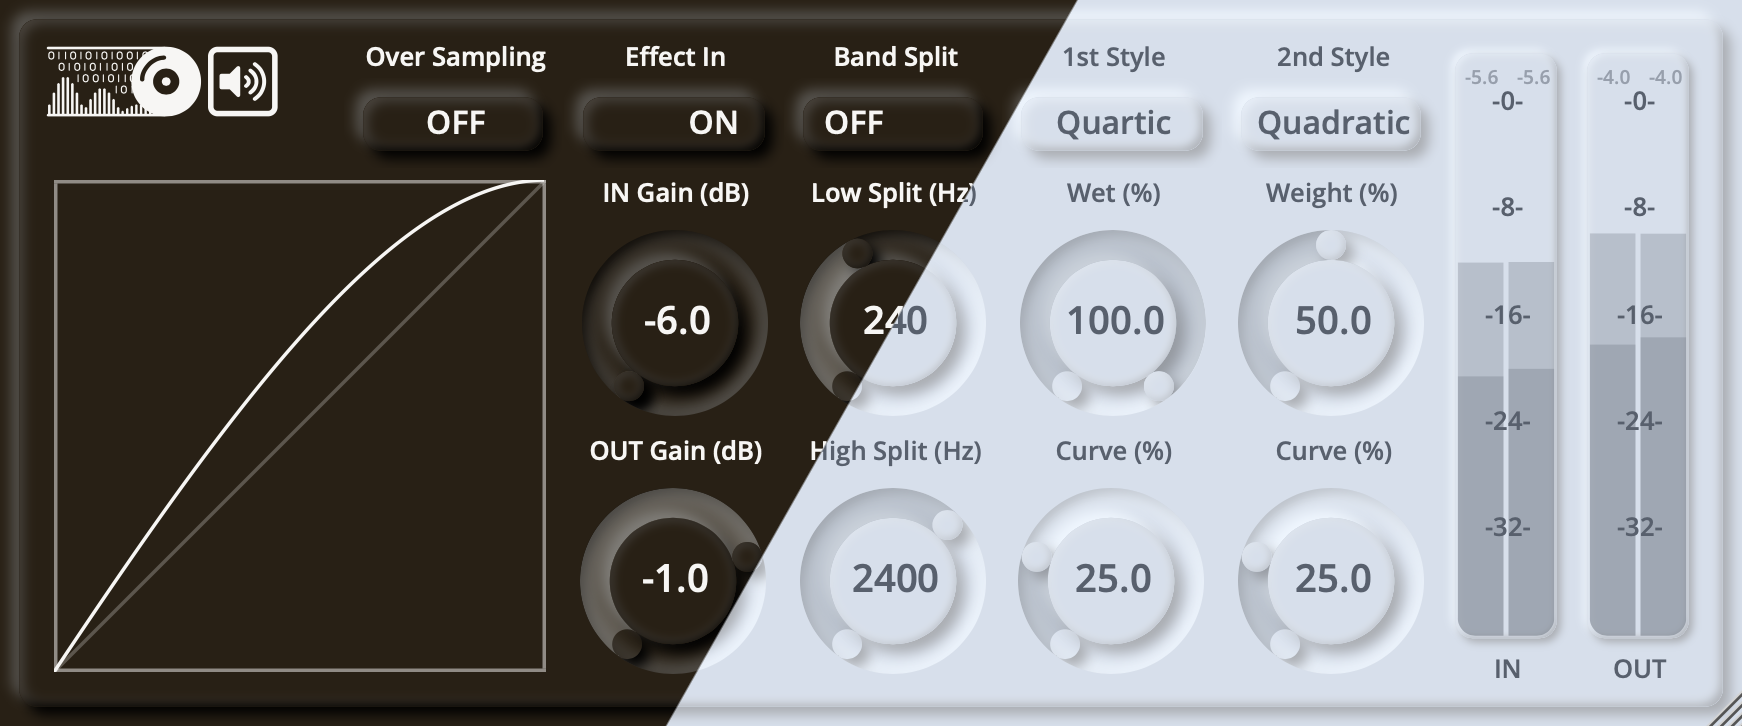 Over Sampling Effect In Band Split 1st Style 2nd Style
-5.6 -5.6 -4.0 -4.0
-0- -0-
OFF ON OFF Quartic Quadratic
IN Gain (dB) Low Split (Hz) Wet (%) Weight (%)
-8- -8-
-6.0 240 100.0 50.0
-16- -16-
-24- -24-
OUT Gain (dB) High Split (Hz) Curve (%) Curve (%)
-32- -32-
-1.0 2400 25.0 25.0
IN OUT